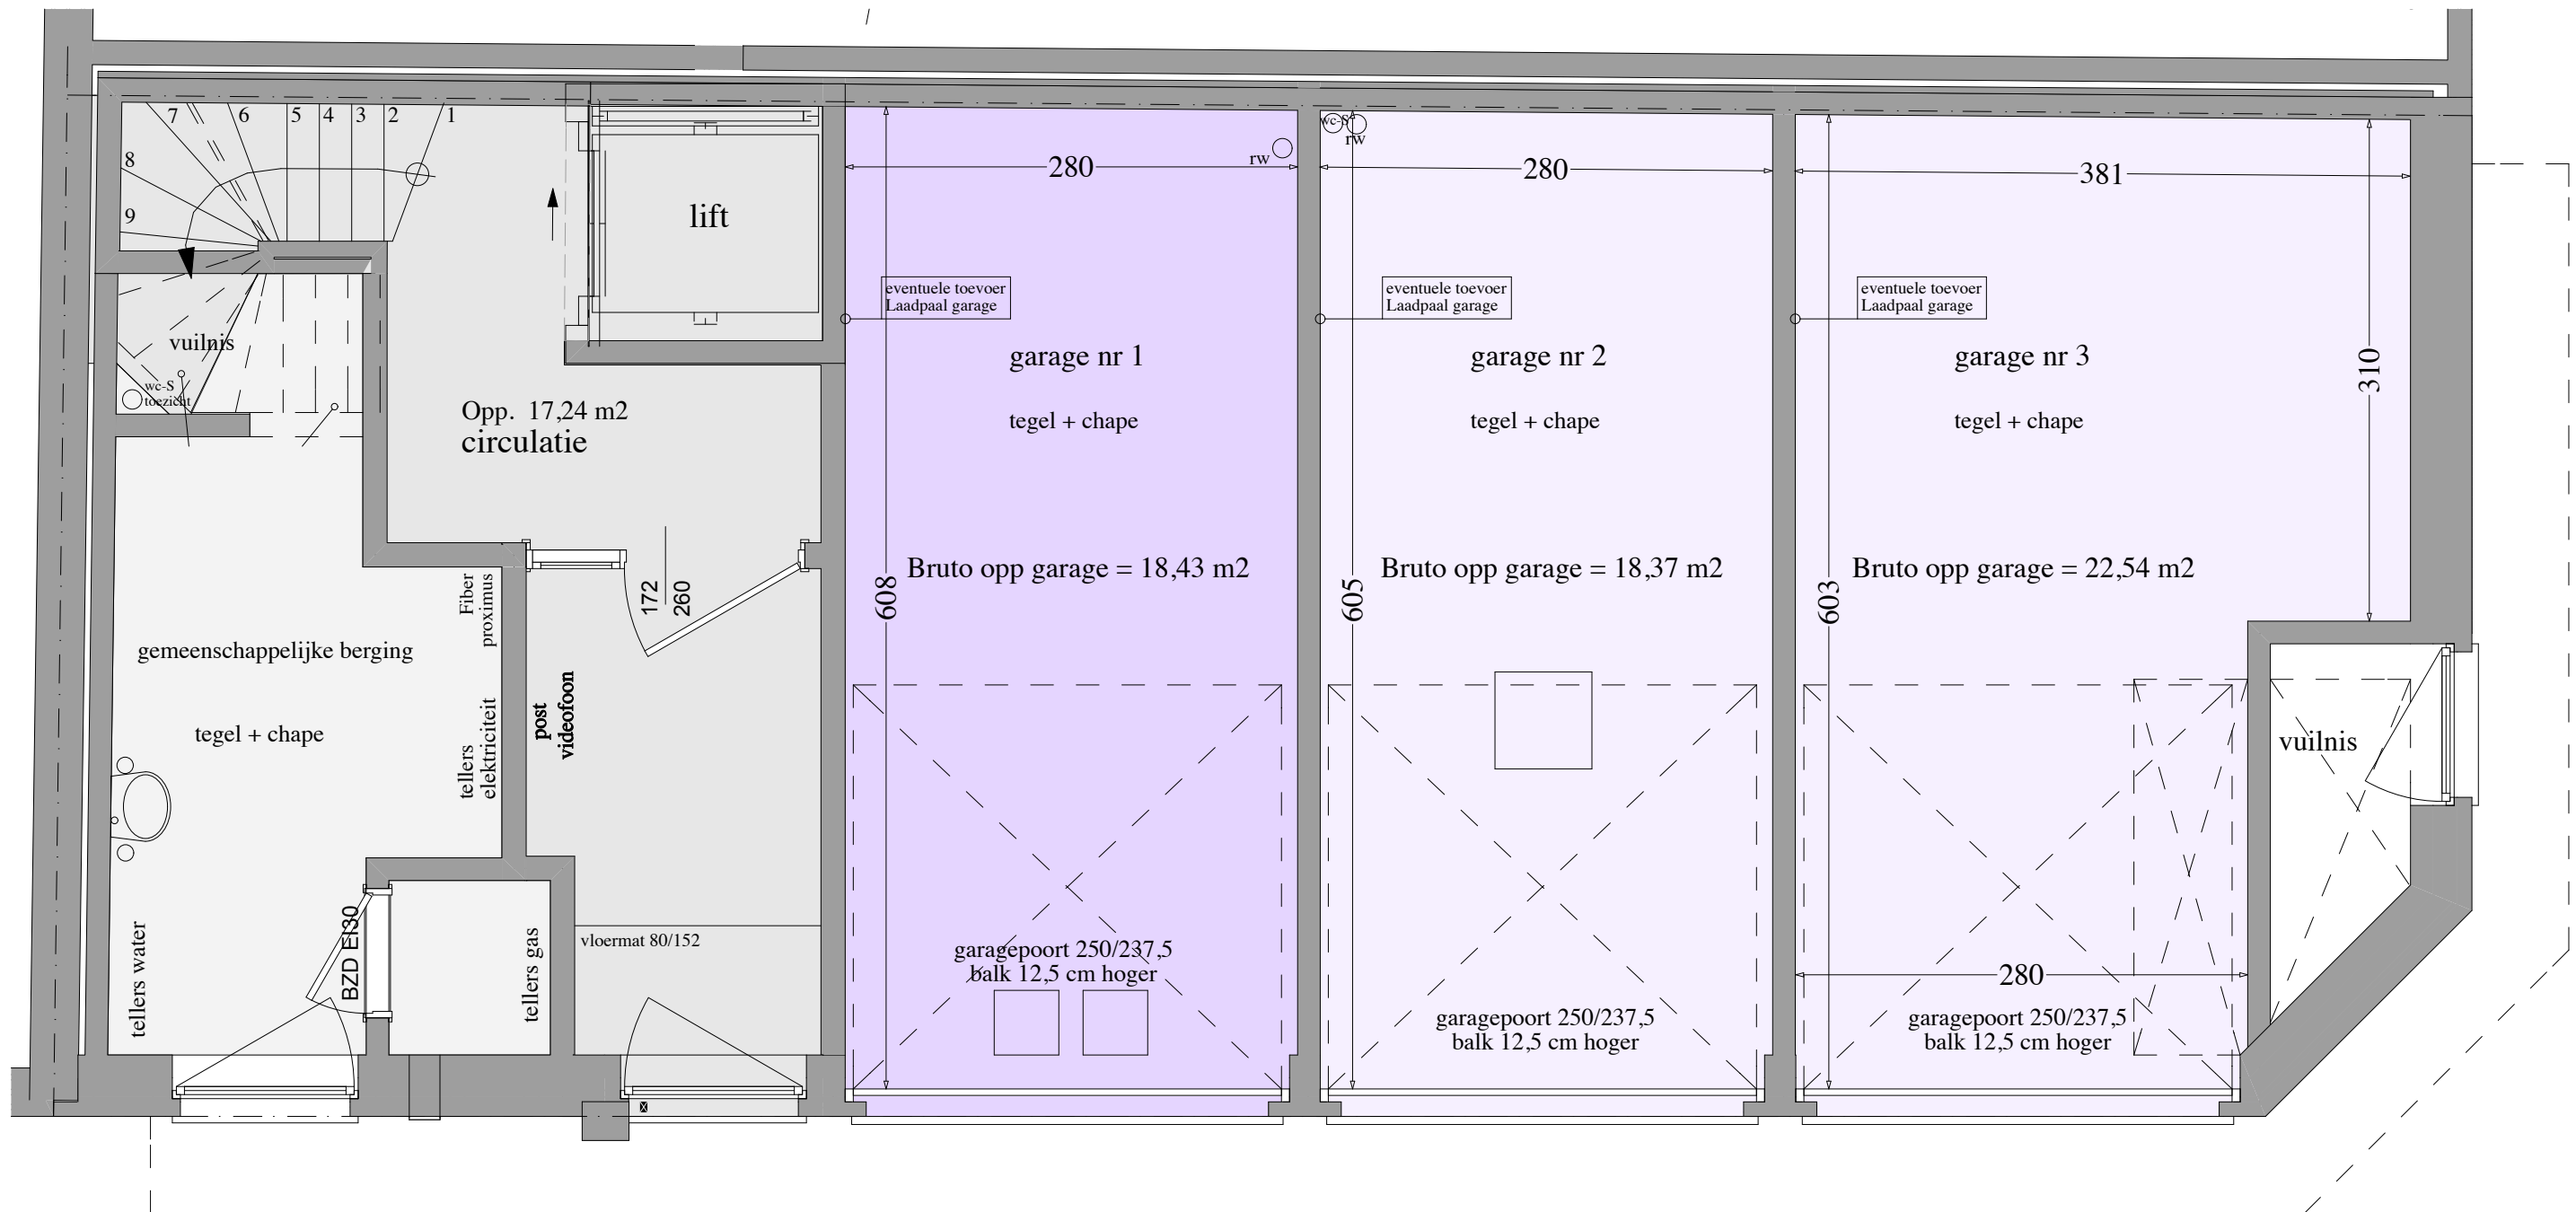 7
6
5
4
3
2
1
8
9
vuilnis
wc-S
toezicht
lift
Opp. 17,24 m2
circulatie
172
260
Fiber
proximus
gemeenschappelijke berging
tegel + chape
tellers
elektriciteit
post
videofoon
tellers water
BZD EI30
tellers gas
vloermat 80/152
280
rw
eventuele toevoer
Laadpaal garage
garage nr 1
tegel + chape
Bruto opp garage = 18,43 m2
608
garagepoort 250/237,5
balk 12,5 cm hoger
wc-S
rw
280
eventuele toevoer
Laadpaal garage
garage nr 2
tegel + chape
Bruto opp garage = 18,37 m2
605
garagepoort 250/237,5
balk 12,5 cm hoger
381
eventuele toevoer
Laadpaal garage
garage nr 3
310
tegel + chape
Bruto opp garage = 22,54 m2
603
280
garagepoort 250/237,5
balk 12,5 cm hoger
vuilnis